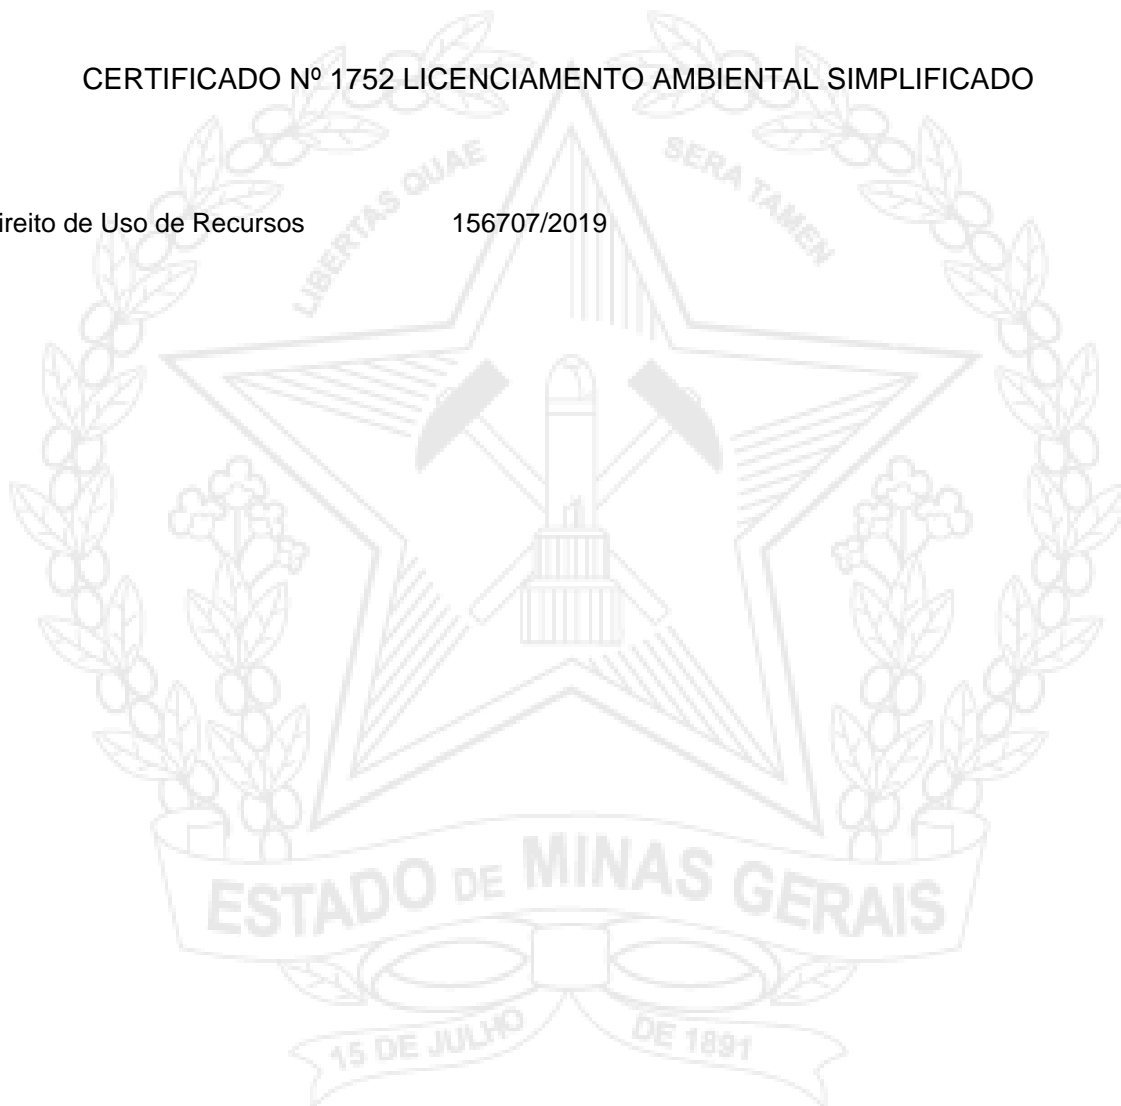 CERTIFICADO Nº 1752 LICENCIAMENTO AMBIENTAL SIMPLIFICADO
LIBERTAS QUAE SERA TAMEN
ireito de Uso de Recursos 156707/2019
ESTADO DE MINAS GERAIS
15 DE JULHO DE 1891